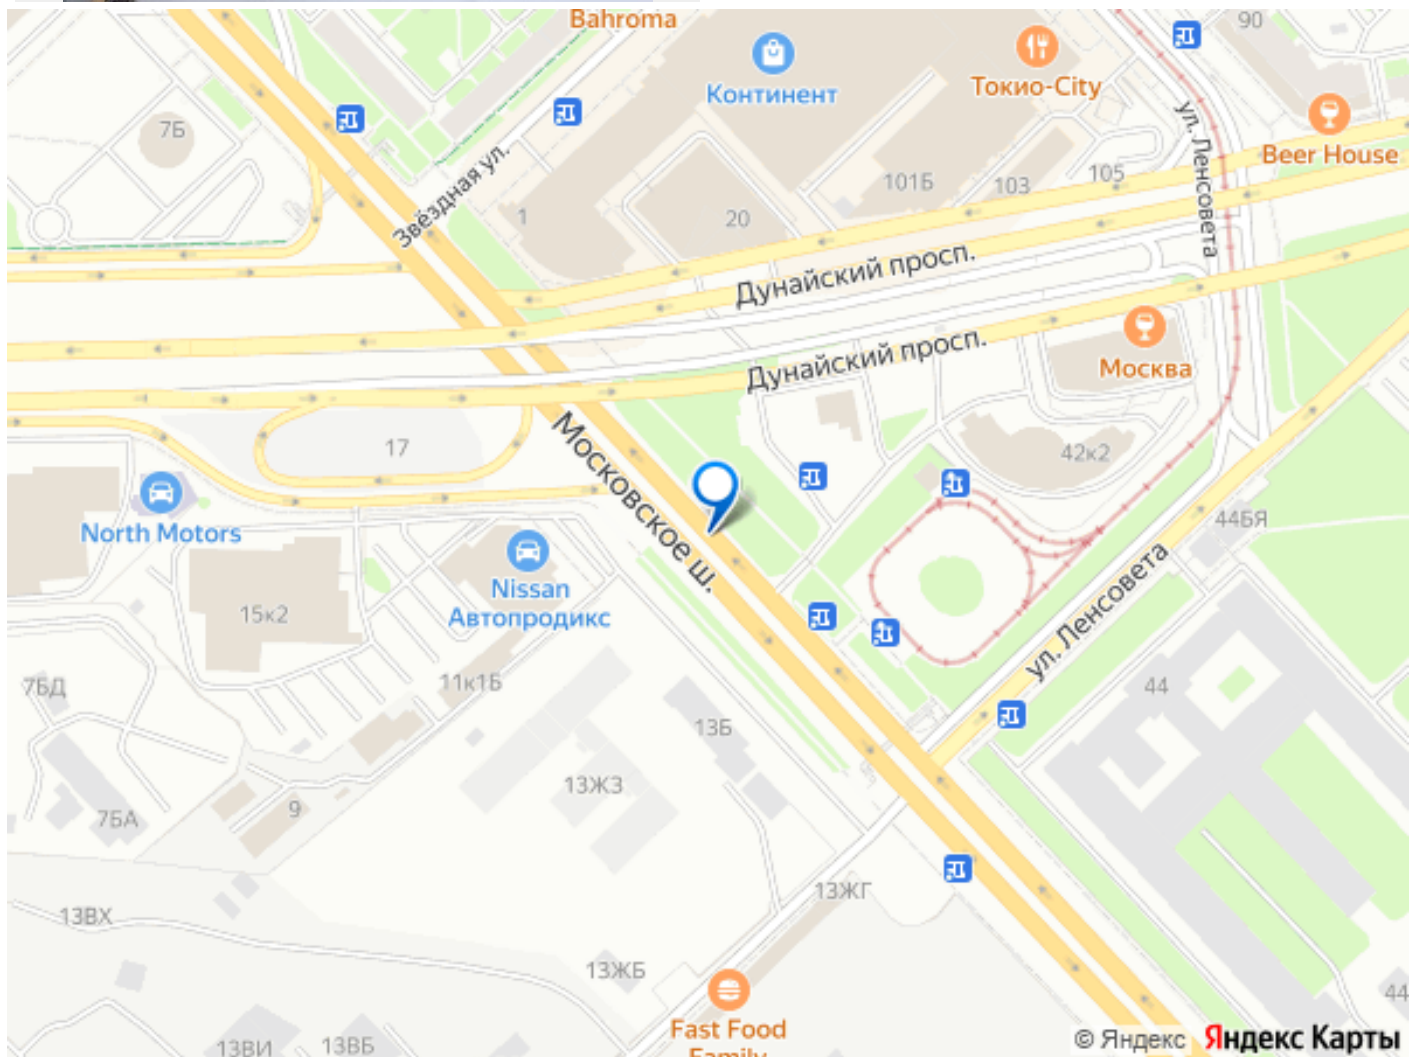 Bahroma
90
Континент
Токио-City
ул. Ленсовета
7Б
Beer House
Звёздная ул.
101Б
103
105
1
20
Дунайский просп.
Дунайский просп.
Москва
Московское ш.
17
42к2
North Motors
44БЯ
Nissan
Автопродикс
15к2
ул. Ленсовета
7БД
11к1Б
44
13Б
13ЖЗ
9
7БА
13ЖГ
13ВХ
13ЖБ
44
Fast Food
Family
13ВИ
13ВБ
© Яндекс Яндекс Карты